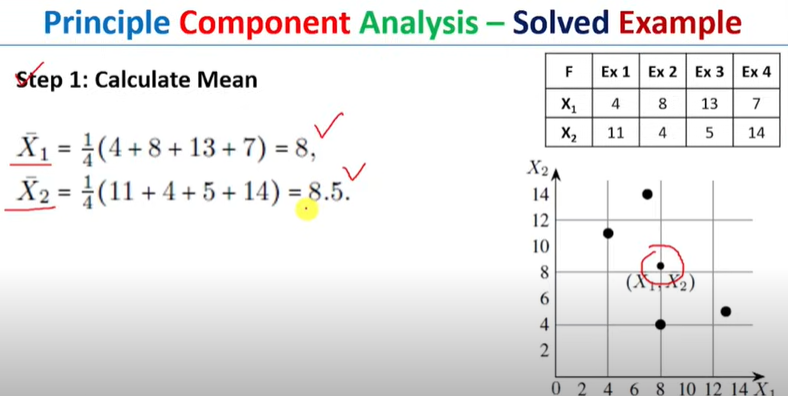 Principle Component Analysis – Solved Example
Step 1: Calculate Mean
X̄₁ = ¼(4 + 8 + 13 + 7) = 8,
X̄₂ = ¼(11 + 4 + 5 + 14) = 8.5.
F Ex 1 Ex 2 Ex 3 Ex 4
X₁ 4 8 13 7
X₂ 11 4 5 14
X₂
14
12
10
8
(X̄₁, X̄₂)
6
4
2
0 2 4 6 8 10 12 14 X₁